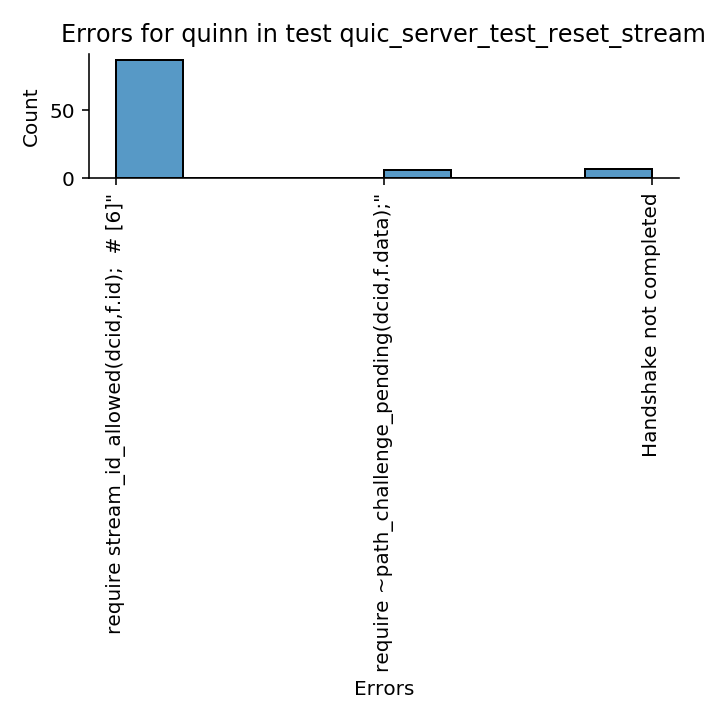 Errors for quinn in test quic_server_test_reset_stream
Count
50
0
require stream_id_allowed(dcid,f.id);  # [6]"
require ~path_challenge_pending(dcid,f.data);"
Handshake not completed
Errors